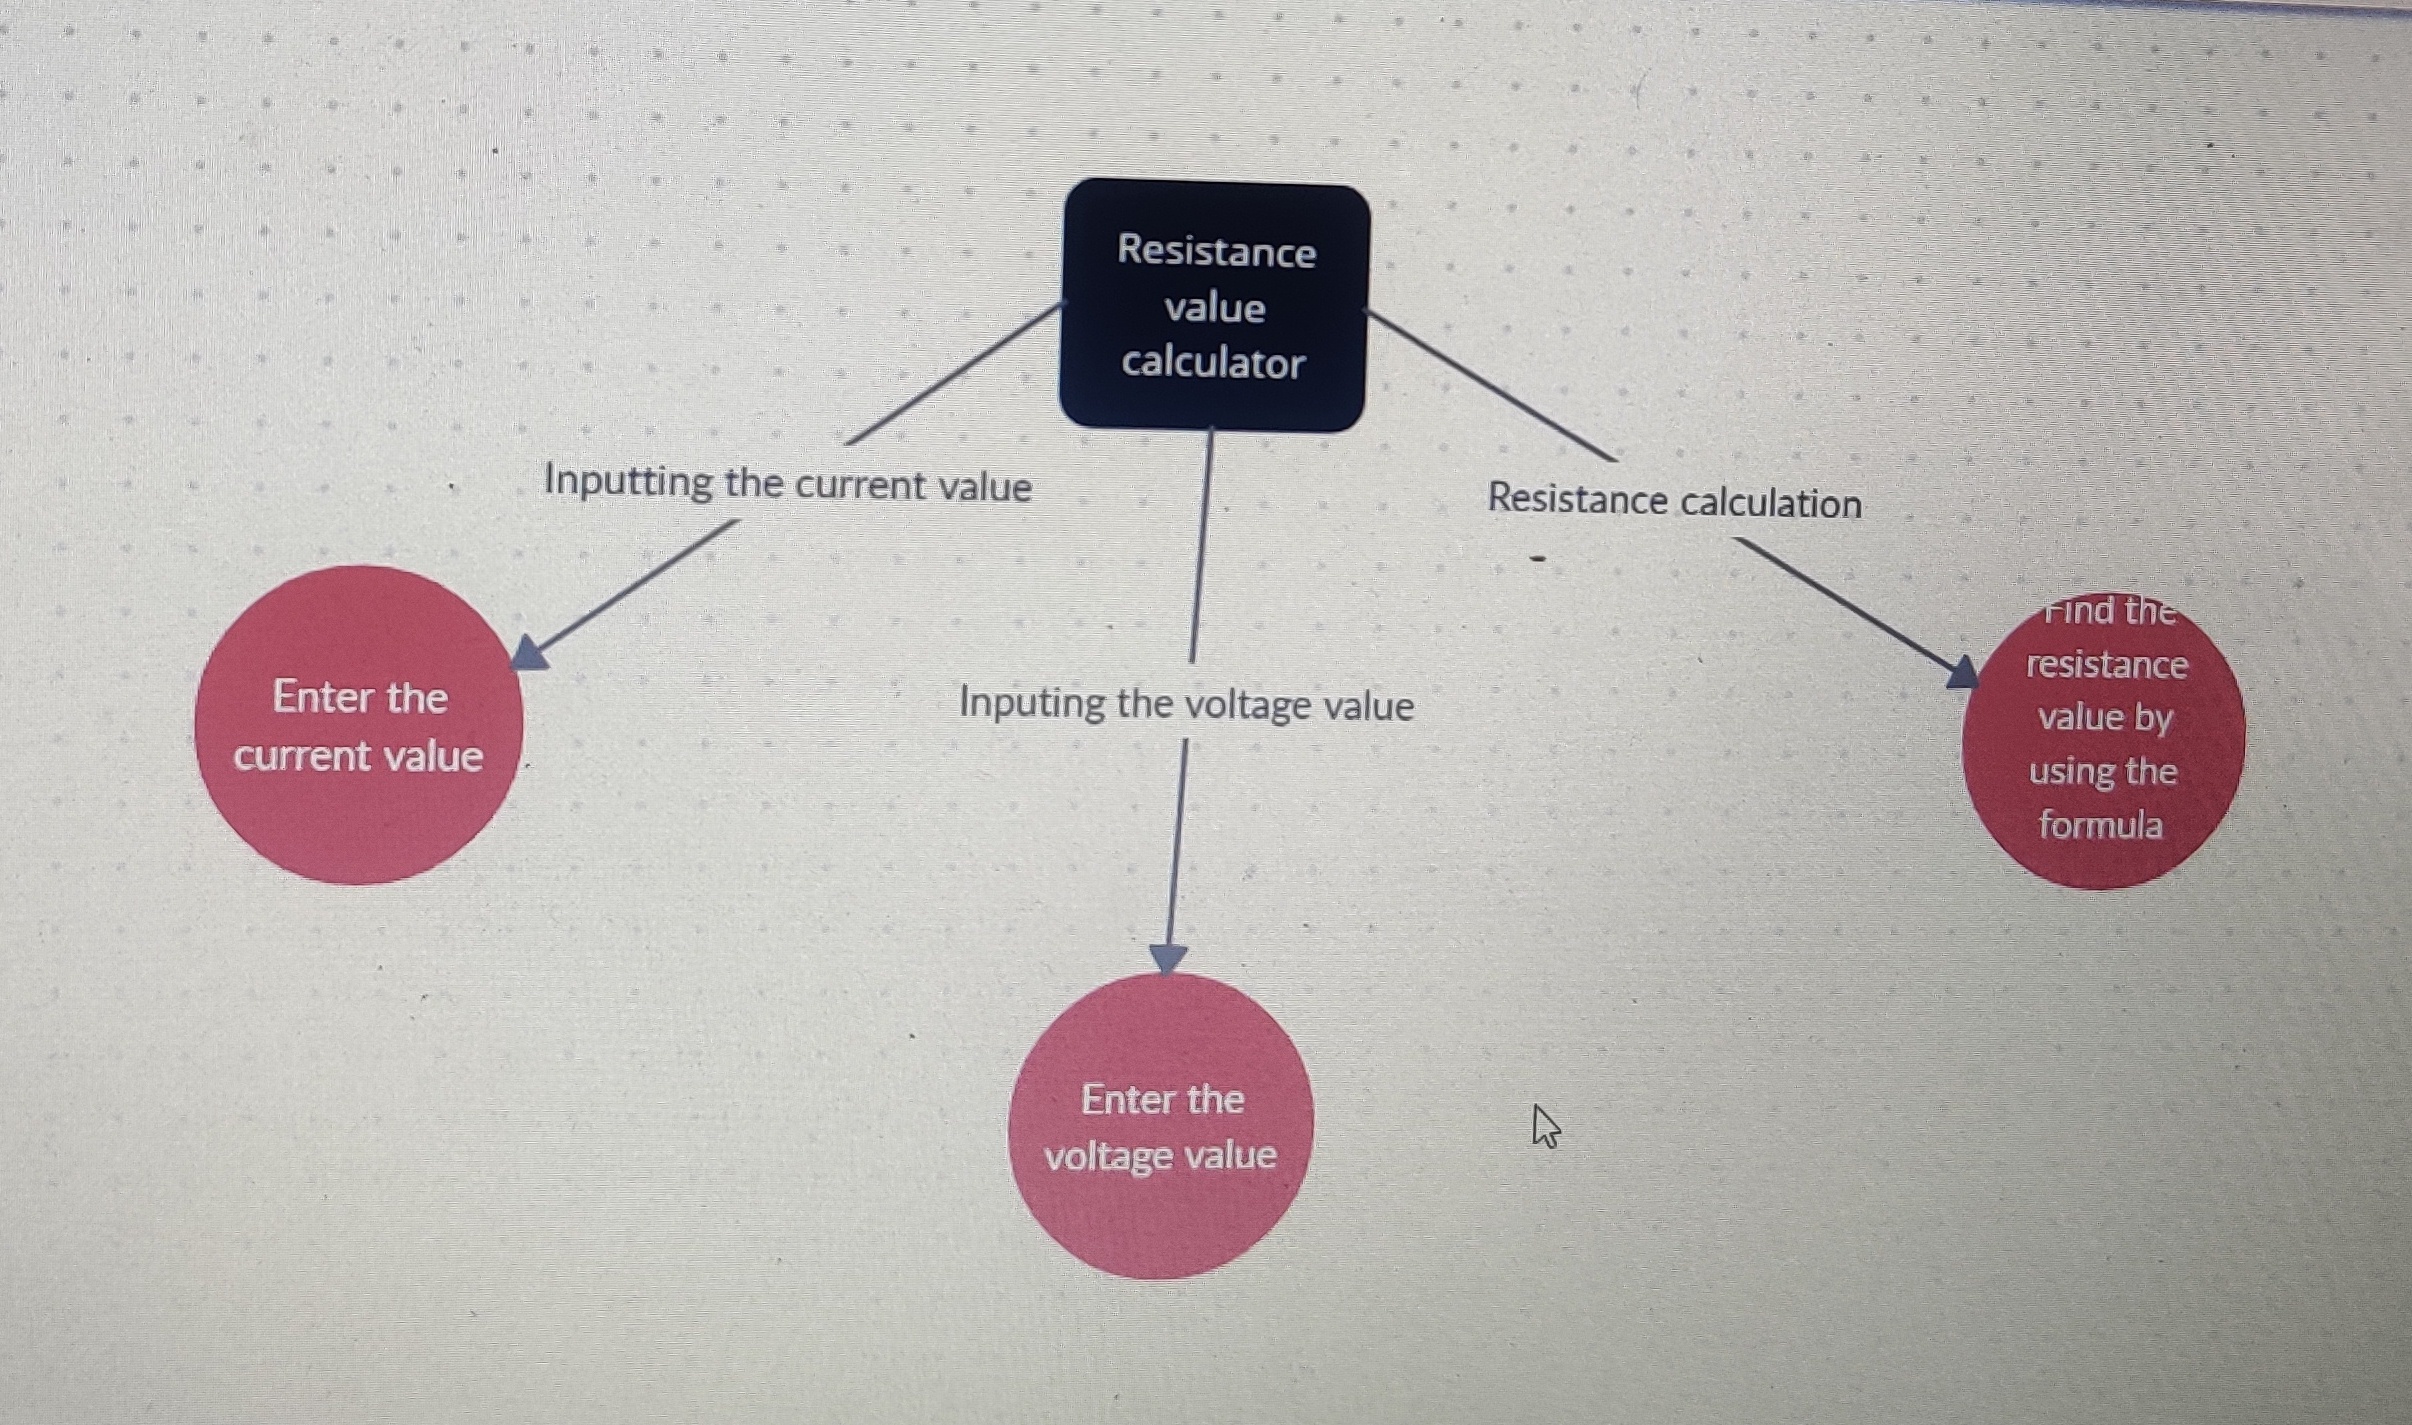 Resistance
value
calculator
Inputting the current value
Resistance calculation
Enter the
current value
Inputing the voltage value
Find the
resistance
value by
using the
formula
Enter the
voltage value